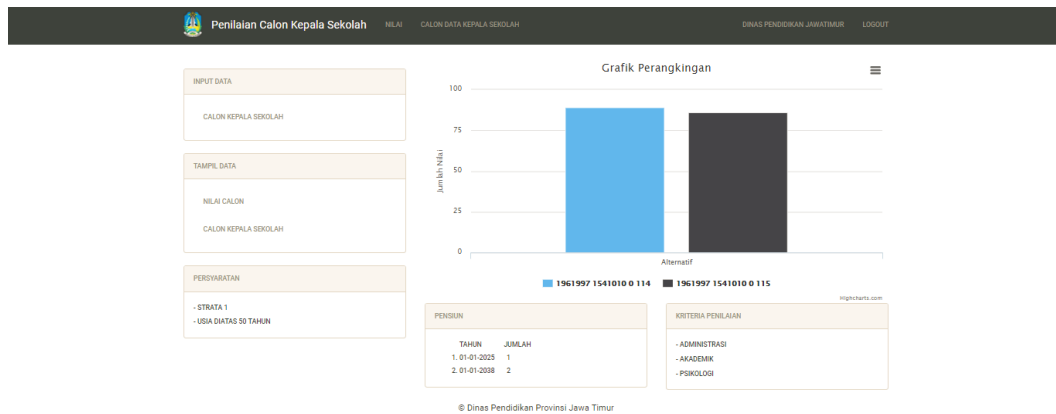 Penilaian Calon Kepala Sekolah NILAI CALON DATA KEPALA SEKOLAH DINAS PENDIDIKAN JAWATIMUR LOGOUT
INPUT DATA
CALON KEPALA SEKOLAH
TAMPIL DATA
NILAI CALON
CALON KEPALA SEKOLAH
PERSYARATAN
- STRATA 1
- USIA DIATAS 50 TAHUN
Grafik Perangkingan
Jumlah Nilai
100
75
50
25
0
Alternatif
1961997 1541010 0 114 1961997 1541010 0 115
Highcharts.com
PENSIUN
TAHUN JUMLAH
1. 01-01-2025 1
2. 01-01-2038 2
KRITERIA PENILAIAN
- ADMINISTRASI
- AKADEMIK
- PSIKOLOGI
© Dinas Pendidikan Provinsi Jawa Timur